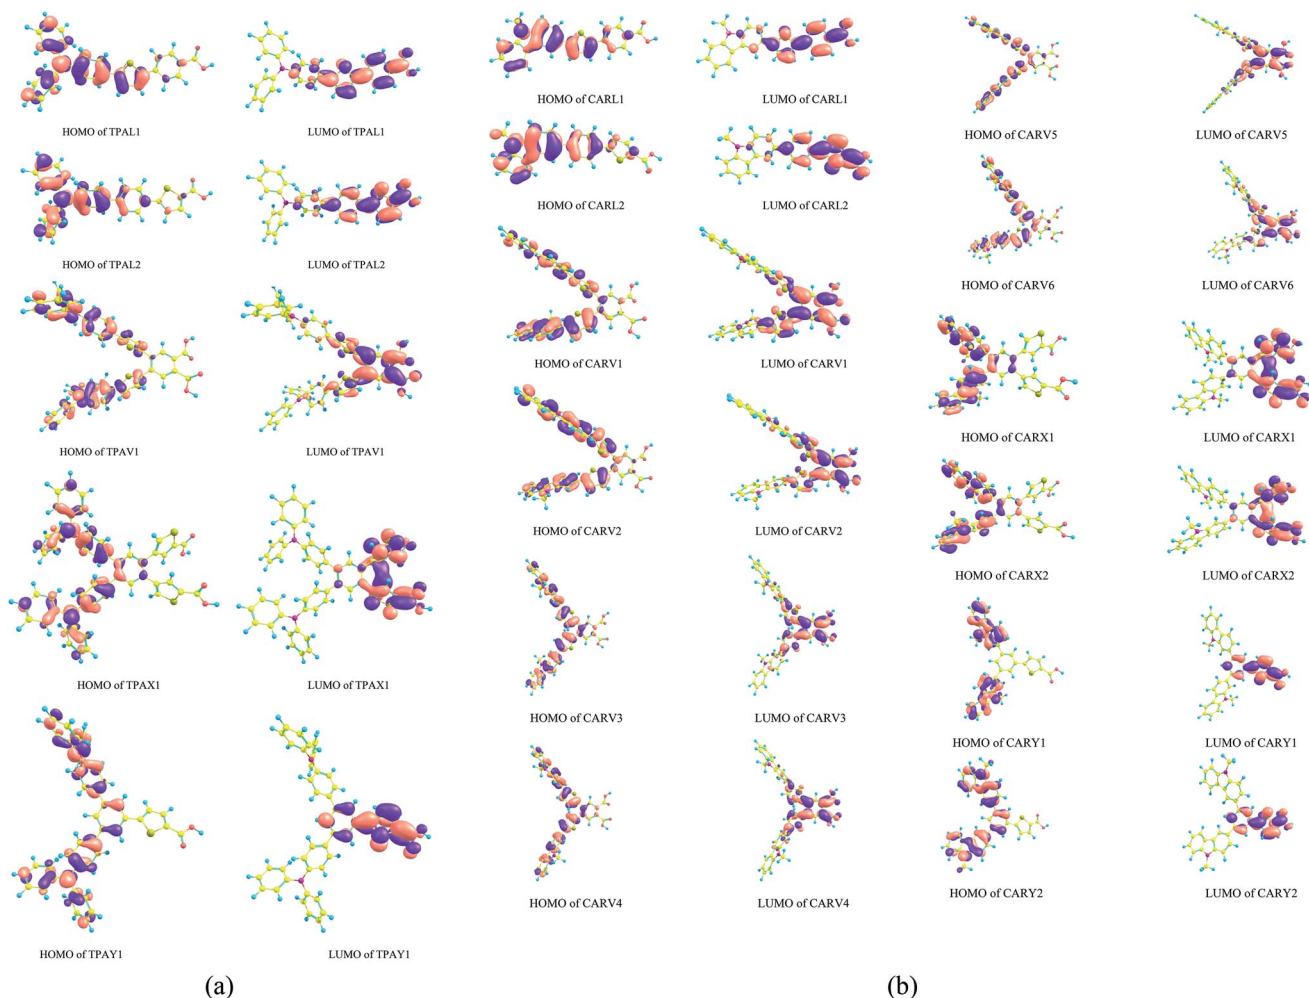 HOMO of TPAL1
LUMO of TPAL1
HOMO of TPAL2
LUMO of TPAL2
HOMO of TPAV1
LUMO of TPAV1
HOMO of TPAX1
LUMO of TPAX1
HOMO of TPAY1
LUMO of TPAY1
(a)
HOMO of CARL1
LUMO of CARL1
HOMO of CARL2
LUMO of CARL2
HOMO of CARV1
LUMO of CARV1
HOMO of CARV2
LUMO of CARV2
HOMO of CARV3
LUMO of CARV3
HOMO of CARV4
LUMO of CARV4
HOMO of CARV5
LUMO of CARV5
HOMO of CARV6
LUMO of CARV6
HOMO of CARX1
LUMO of CARX1
HOMO of CARX2
LUMO of CARX2
HOMO of CARY1
LUMO of CARY1
HOMO of CARY2
LUMO of CARY2
(b)